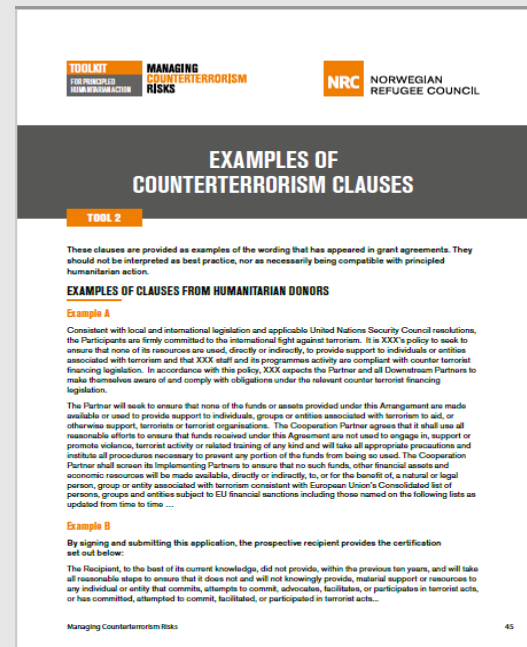 TOOLKIT
FOR PRINCIPLED
HUMANITARIAN ACTION
MANAGING
COUNTERTERRORISM
RISKS
NRC
NORWEGIAN
REFUGEE COUNCIL
EXAMPLES OF
COUNTERTERRORISM CLAUSES
TOOL 2
These clauses are provided as examples of the wording that has appeared in grant agreements. They
should not be interpreted as best practice, nor as necessarily being compatible with principled
humanitarian action.
EXAMPLES OF CLAUSES FROM HUMANITARIAN DONORS
Example A
Consistent with local and international legislation and applicable United Nations Security Council resolutions,
the Participants are firmly committed to the international fight against terrorism. It is XXX's policy to seek to
ensure that none of its resources are used, directly or indirectly, to provide support to individuals or entities
associated with terrorism and that XXX staff and its programmes activity are compliant with counter terrorist
financing legislation. In accordance with this policy, XXX expects the Partner and all Downstream Partners to
make themselves aware of and comply with obligations under the relevant counter terrorist financing
legislation.
The Partner will seek to ensure that none of the funds or assets provided under this Arrangement are made
available or used to provide support to individuals, groups or entities associated with terrorism to aid, or
otherwise support, terrorists or terrorist organisations. The Cooperation Partner agrees that it shall use all
reasonable efforts to ensure that funds received under this Agreement are not used to engage in, support or
promote violence, terrorist activity or related training of any kind and will take all appropriate precautions and
institute all procedures necessary to prevent any portion of the funds from being so used. The Cooperation
Partner shall screen its Implementing Partners to ensure that no such funds, other financial assets and
economic resources will be made available, directly or indirectly, to, or for the benefit of, a natural or legal
person, group or entity associated with terrorism consistent with European Union's Consolidated list of
persons, groups and entities subject to EU financial sanctions including those named on the following lists as
updated from time to time ...
Example B
By signing and submitting this application, the prospective recipient provides the certification
set out below:
The Recipient, to the best of its current knowledge, did not provide, within the previous ten years, and will take
all reasonable steps to ensure that it does not and will not knowingly provide, material support or resources to
any individual or entity that commits, attempts to commit, advocates, facilitates, or participates in terrorist acts,
or has committed, attempted to commit, facilitated, or participated in terrorist acts...
Managing Counterterrorism Risks
45